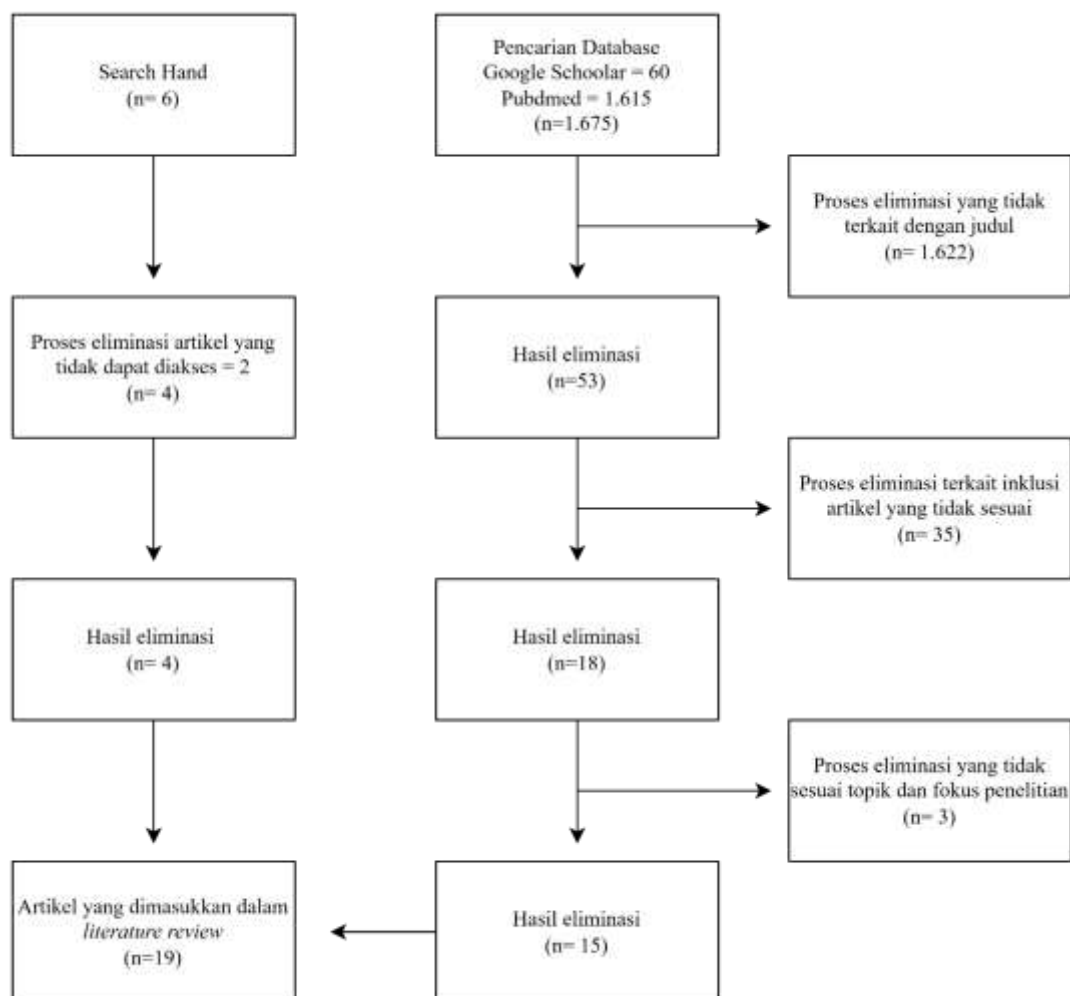 Search Hand
(n= 6)
Pencarian Database
Google Schoolar = 60
Pubdmed = 1.615
(n=1.675)
Proses eliminasi yang tidak
terkait dengan judul
(n= 1.622)
Proses eliminasi artikel yang
tidak dapat diakses = 2
(n= 4)
Hasil eliminasi
(n=53)
Proses eliminasi terkait inklusi
artikel yang tidak sesuai
(n= 35)
Hasil eliminasi
(n= 4)
Hasil eliminasi
(n=18)
Proses eliminasi yang tidak
sesuai topik dan fokus penelitian
(n= 3)
Artikel yang dimasukkan dalam
literature review
(n=19)
Hasil eliminasi
(n= 15)